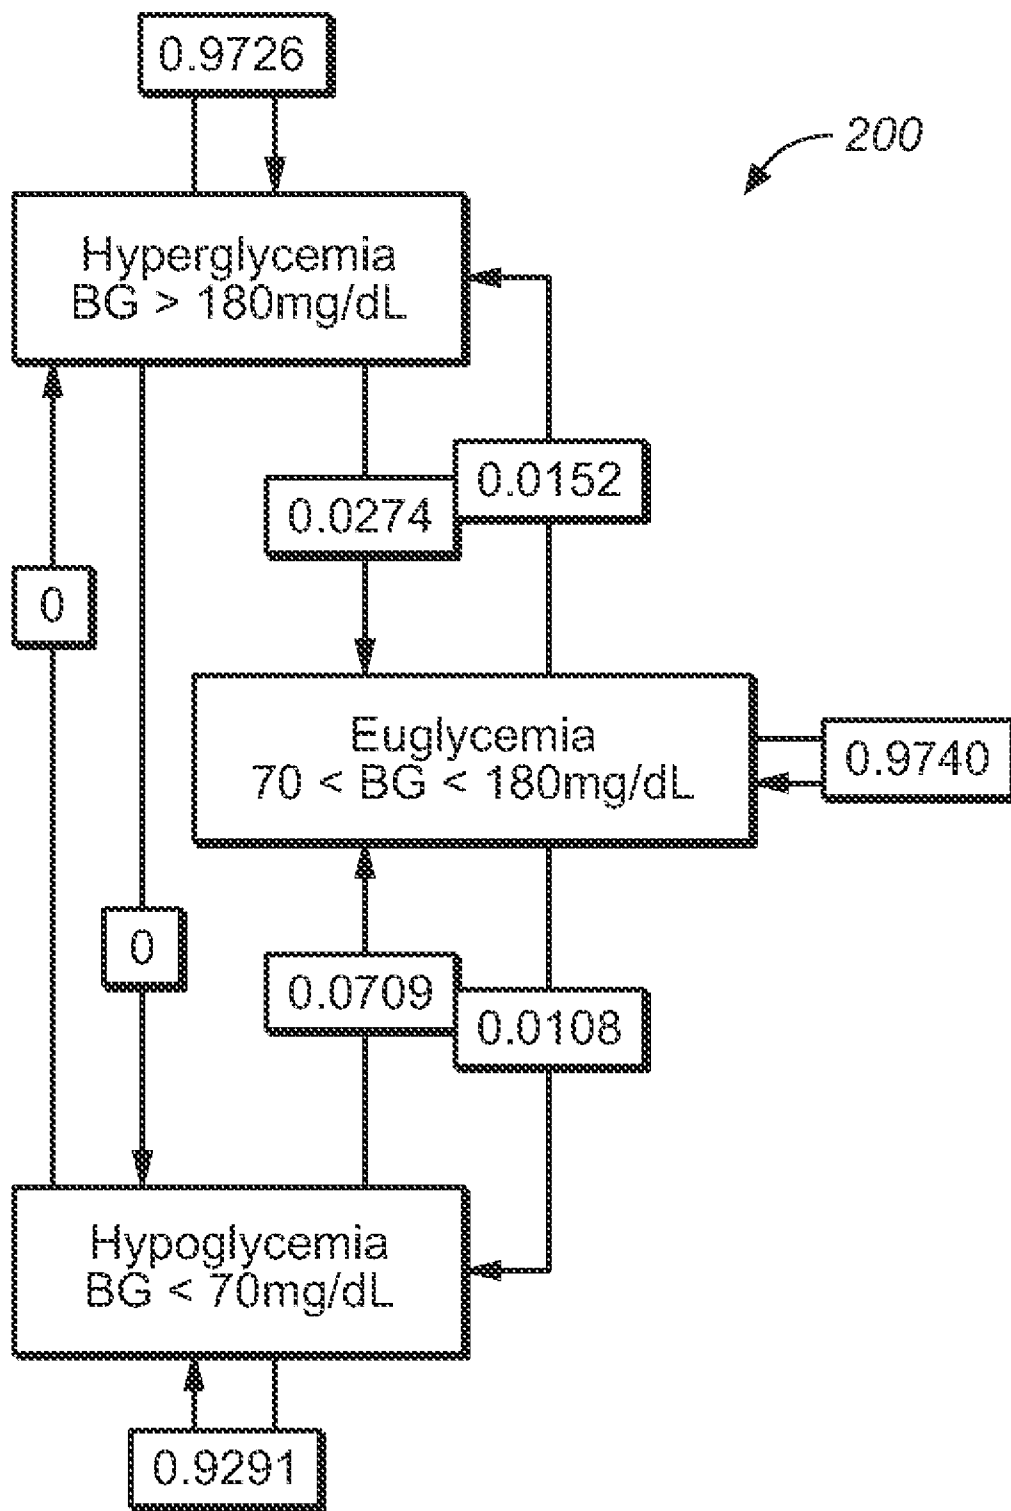 0.9726
200
Hyperglycemia
BG > 180mg/dL
0.0152
0.0274
0
Euglycemia
70 < BG < 180mg/dL
0.9740
0
0.0709
0.0108
Hypoglycemia
BG < 70mg/dL
0.9291